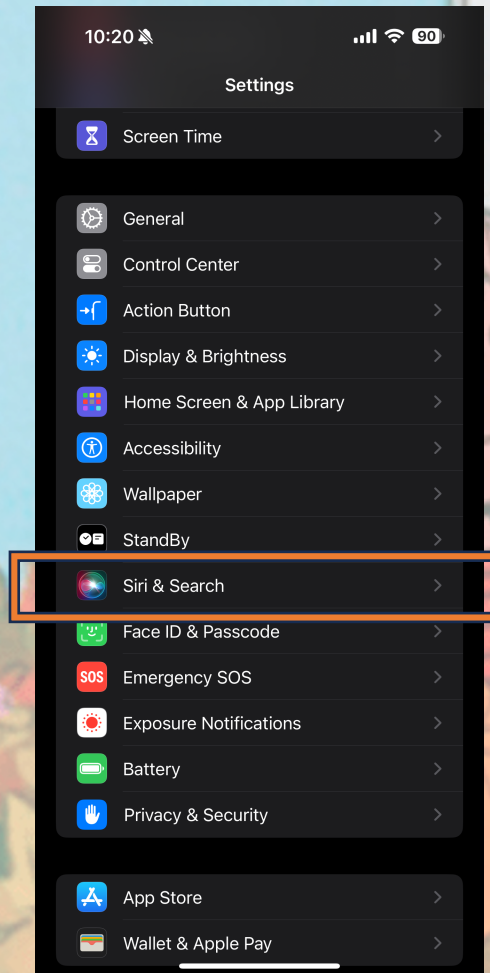 10:20
90
Settings
Screen Time
General
Control Center
Action Button
Display & Brightness
Home Screen & App Library
Accessibility
Wallpaper
StandBy
Siri & Search
Face ID & Passcode
SOS Emergency SOS
Exposure Notifications
Battery
Privacy & Security
App Store
Wallet & Apple Pay